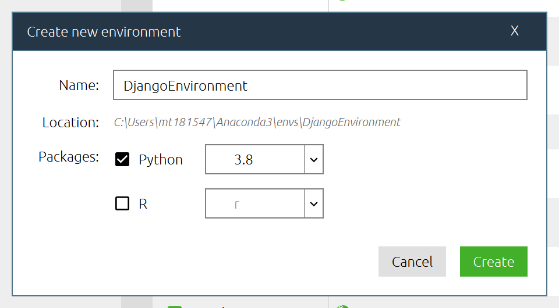 Create new environment X
Name: DjangoEnvironment
Location: C:\Users\mt181547\Anaconda3\envs\DjangoEnvironment
Packages: Python 3.8
R r
Cancel Create